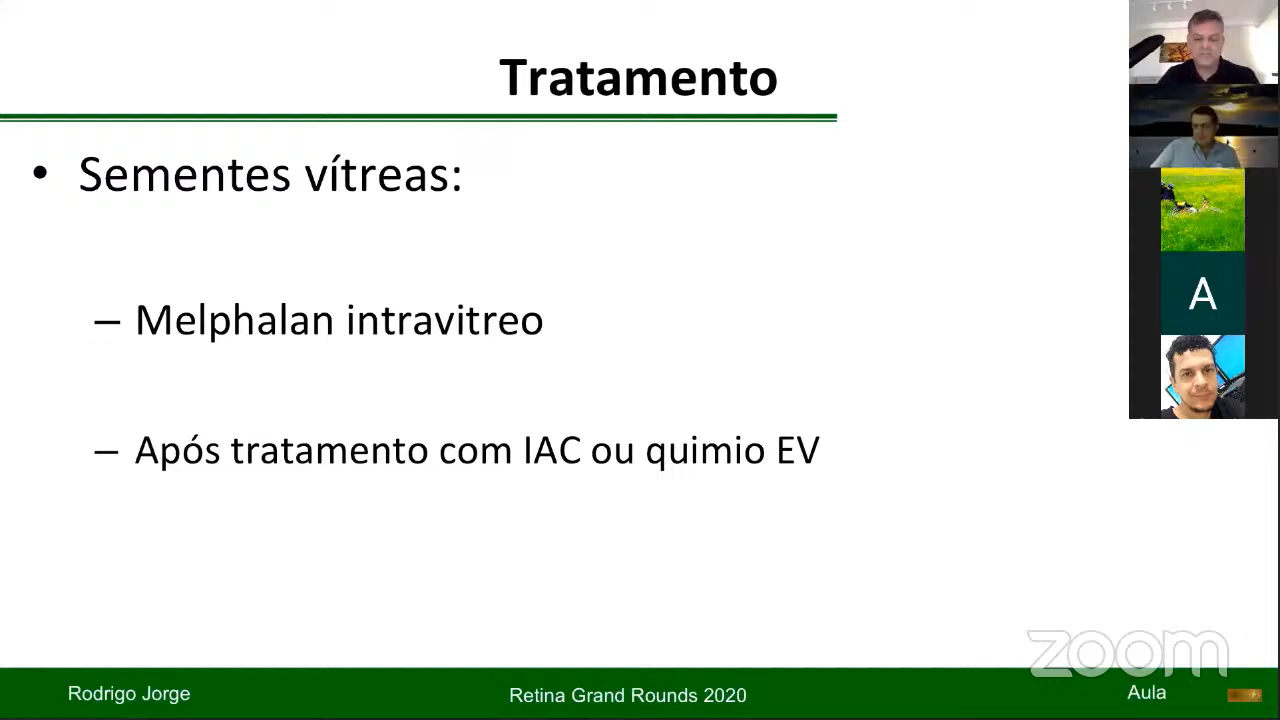 Tratamento
• Sementes vítreas:
– Melphalan intravitreo
– Após tratamento com IAC ou quimio EV
A
zoom
Rodrigo Jorge
Retina Grand Rounds 2020
Aula